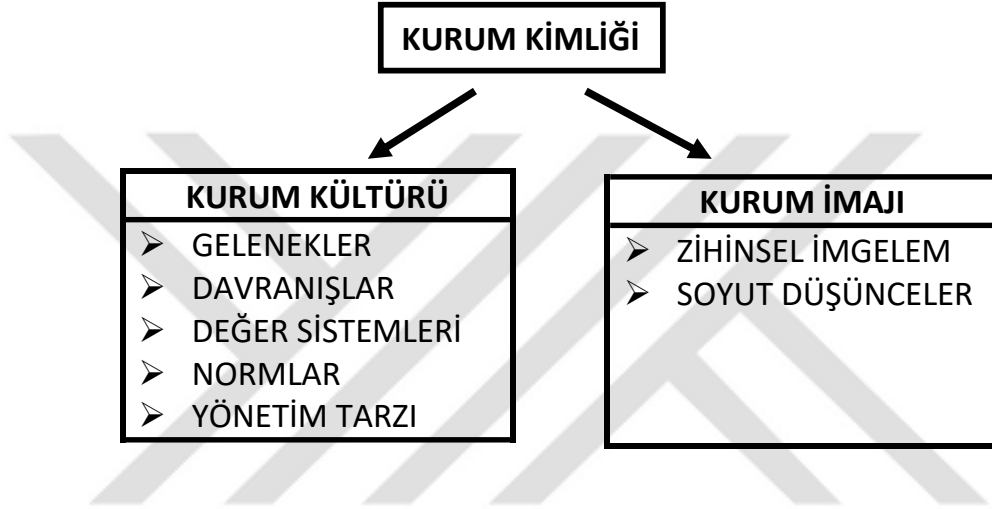 KURUM KİMLİĞİ
KURUM KÜLTÜRÜ
➢ GELENEKLER
➢ DAVRANIŞLAR
➢ DEĞER SİSTEMLERİ
➢ NORMLAR
➢ YÖNETİM TARZI
KURUM İMAJI
➢ ZİHİNSEL İMGELEM
➢ SOYUT DÜŞÜNCELER